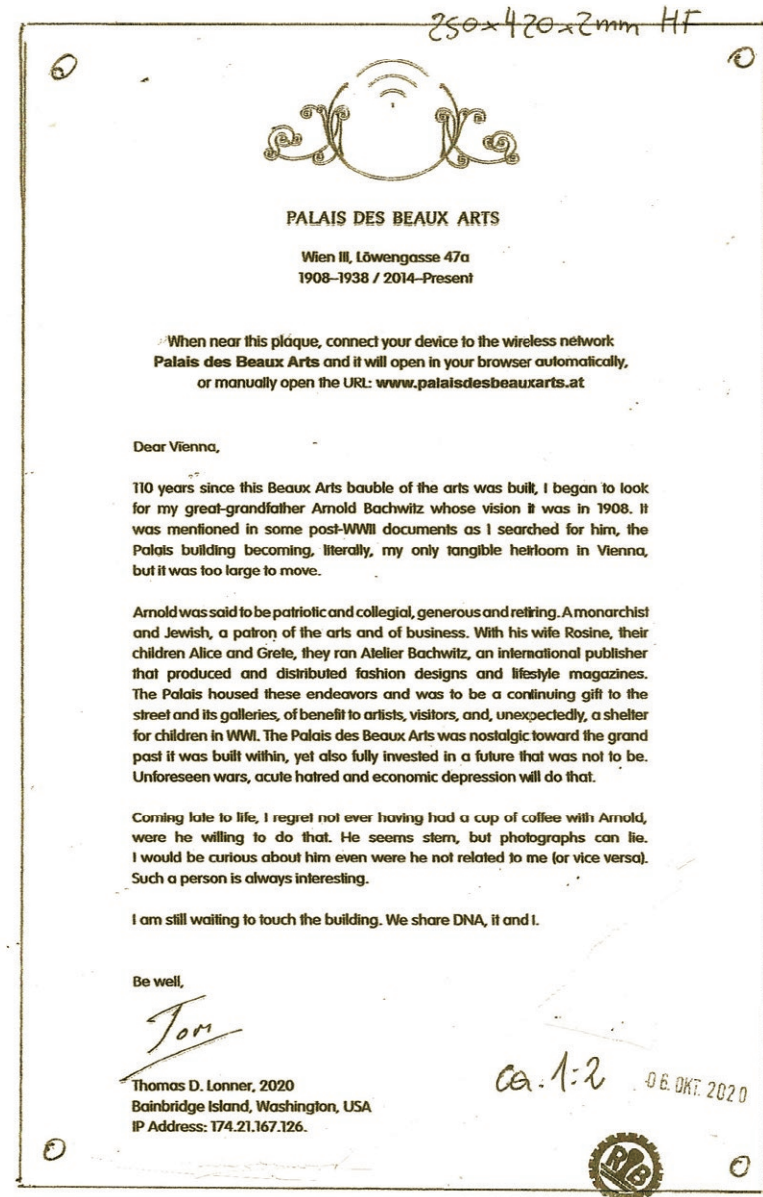 250x420x2mm HF
PALAIS DES BEAUX ARTS
Wien III, Löwengasse 47a
1908–1938 / 2014–Present
When near this plaque, connect your device to the wireless network
Palais des Beaux Arts and it will open in your browser automatically,
or manually open the URL: www.palaisdesbeauxarts.at
Dear Vienna,
110 years since this Beaux Arts bauble of the arts was built, I began to look
for my great-grandfather Arnold Bachwitz whose vision it was in 1908. It
was mentioned in some post-WWII documents as I searched for him, the
Palais building becoming, literally, my only tangible heirloom in Vienna,
but it was too large to move.
Arnold was said to be patriotic and collegial, generous and retiring. A monarchist
and Jewish, a patron of the arts and of business. With his wife Rosine, their
children Alice and Grete, they ran Atelier Bachwitz, an international publisher
that produced and distributed fashion designs and lifestyle magazines.
The Palais housed these endeavors and was to be a continuing gift to the
street and its galleries, of benefit to artists, visitors, and, unexpectedly, a shelter
for children in WWI. The Palais des Beaux Arts was nostalgic toward the grand
past it was built within, yet also fully invested in a future that was not to be.
Unforeseen wars, acute hatred and economic depression will do that.
Coming late to life, I regret not ever having had a cup of coffee with Arnold,
were he willing to do that. He seems stern, but photographs can lie.
I would be curious about him even were he not related to me (or vice versa).
Such a person is always interesting.
I am still waiting to touch the building. We share DNA, it and I.
Be well,
Tom
Thomas D. Lonner, 2020
Bainbridge Island, Washington, USA
IP Address: 174.21.167.126.
ca. 1:2
06. OKT. 2020
RB